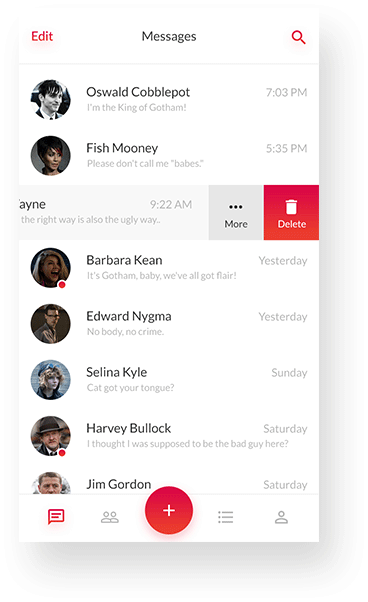 Edit Messages
Oswald Cobblepot 7:03 PM
I'm the King of Gotham!
Fish Mooney 5:35 PM
Please don't call me "babes."
ayne 9:22 AM
the right way is also the ugly way..
More Delete
Barbara Kean Yesterday
It's Gotham, baby, we've all got flair!
Edward Nygma Yesterday
No body, no crime.
Selina Kyle Sunday
Cat got your tongue?
Harvey Bullock Saturday
I thought I was supposed to be the bad guy here?
Jim Gordon Saturday